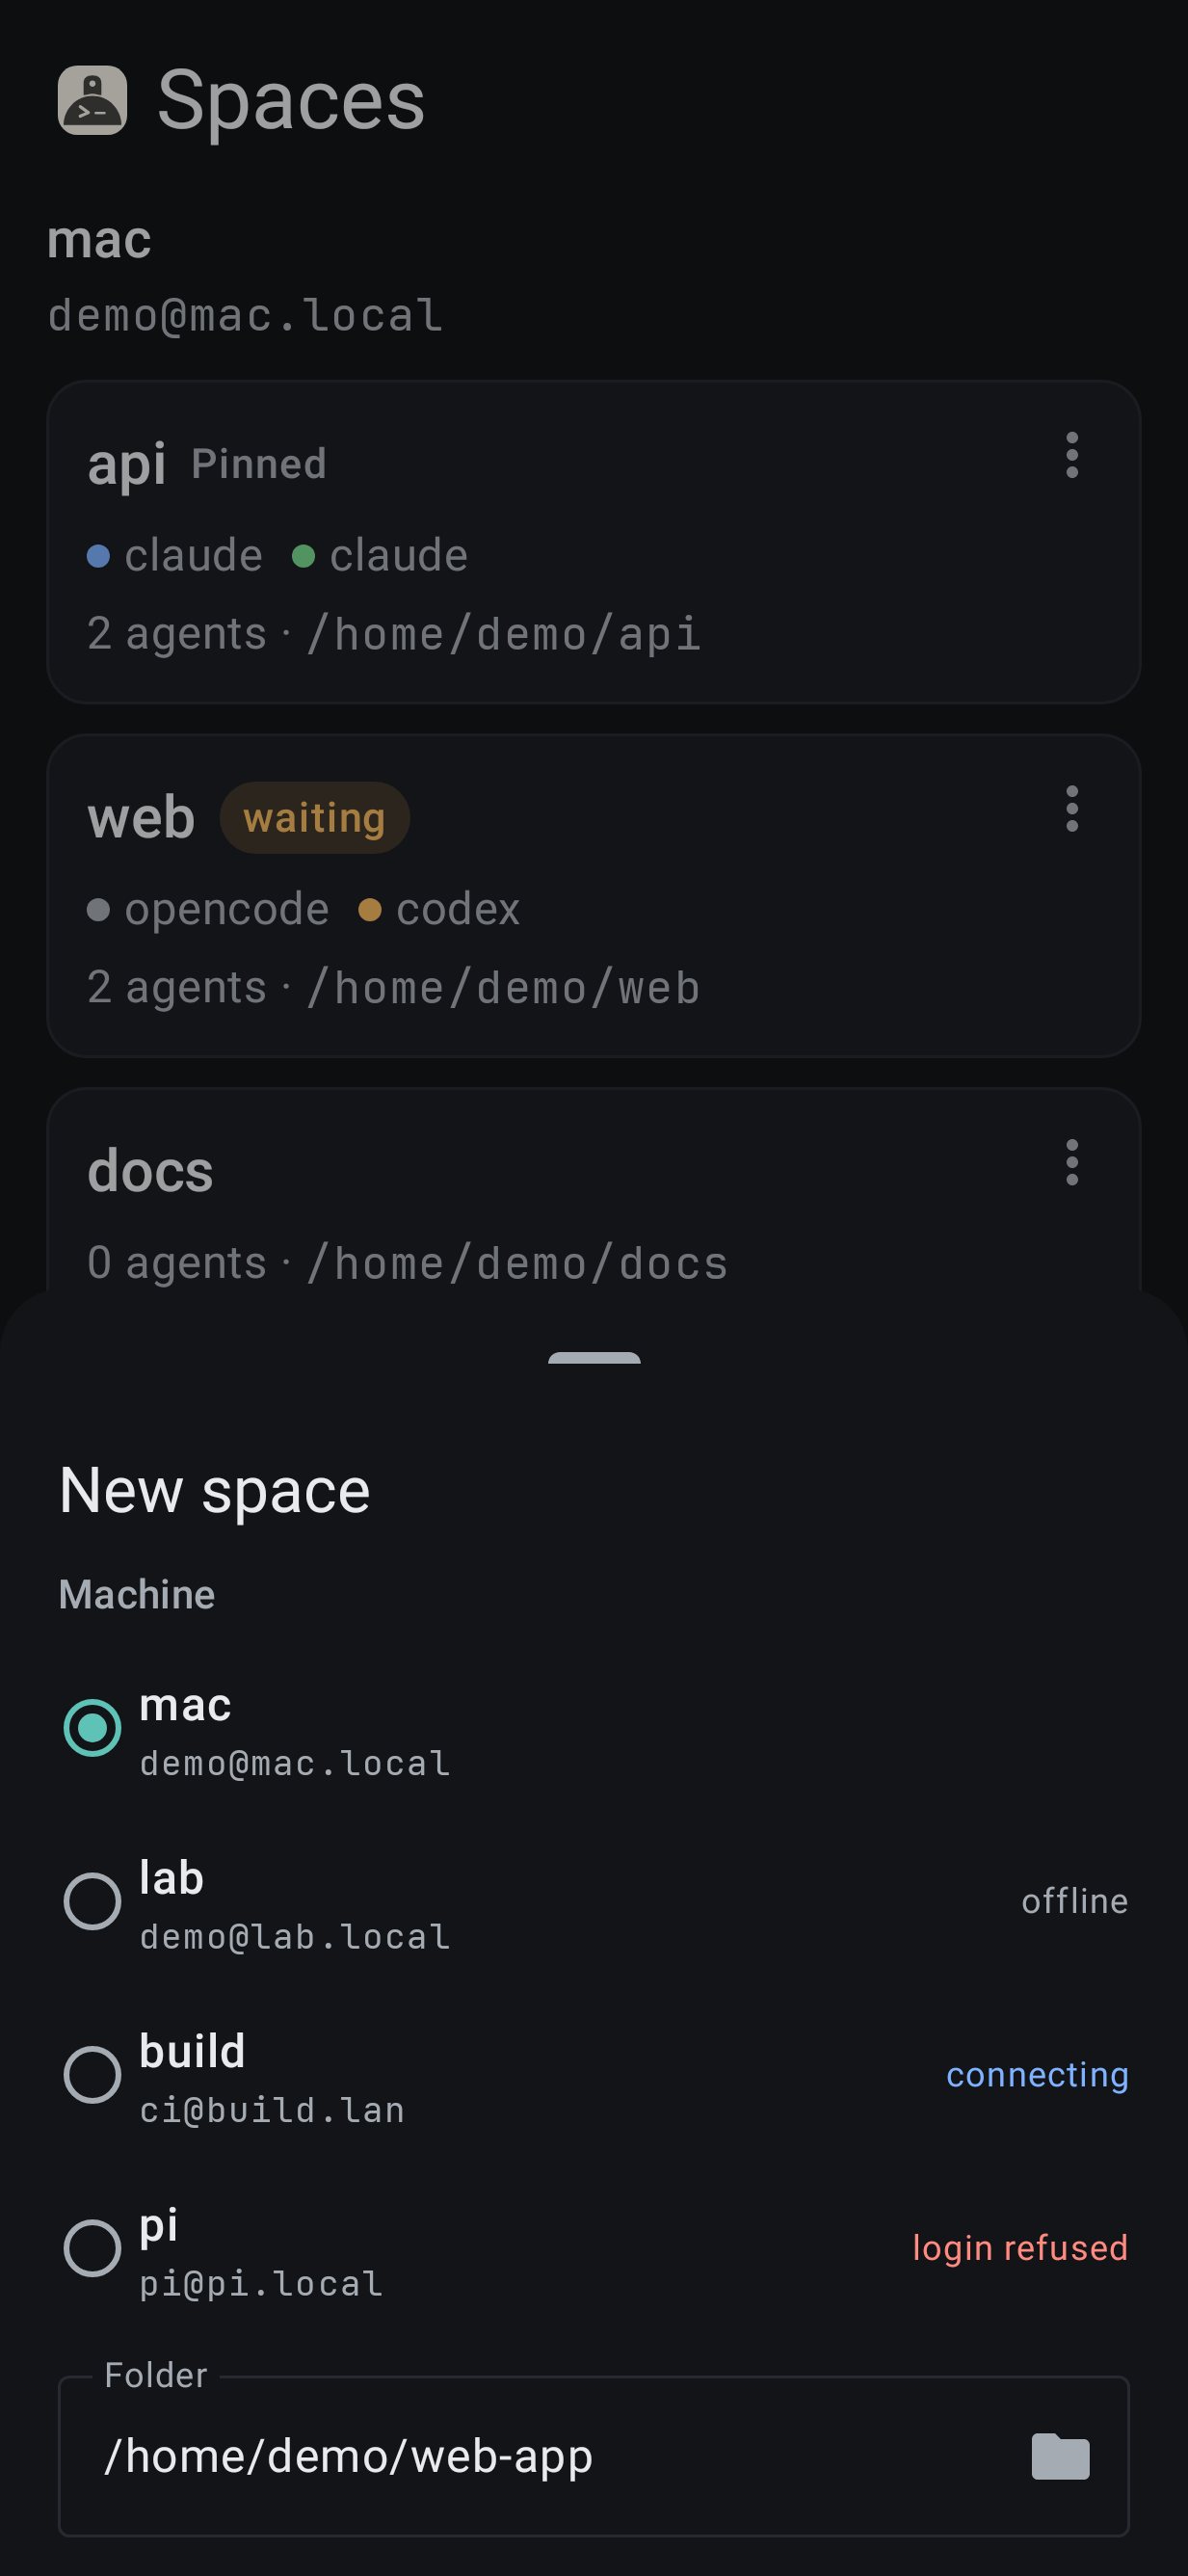 Spaces
mac
demo@mac.local
api Pinned
claude claude
2 agents · /home/demo/api
web waiting
opencode codex
2 agents · /home/demo/web
docs
0 agents · /home/demo/docs
New space
Machine
mac
demo@mac.local
lab
offline
demo@lab.local
build
connecting
ci@build.lan
pi
login refused
pi@pi.local
Folder
/home/demo/web-app